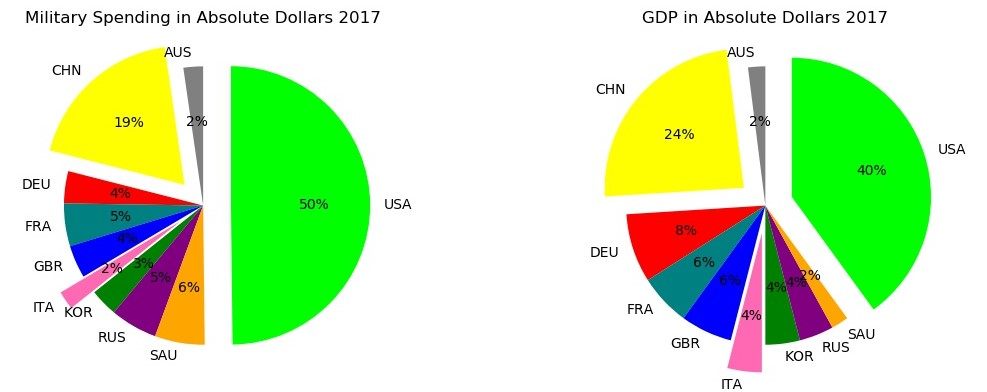 Military Spending in Absolute Dollars 2017
AUS
CHN
2%
19%
DEU
4%
50%
USA
FRA
5%
4%
GBR
3%
2%
5%
6%
ITA
KOR
RUS
SAU
GDP in Absolute Dollars 2017
AUS
CHN
2%
24%
USA
40%
DEU
8%
6%
6%
2%
4%
4%
FRA
4%
GBR
SAU
RUS
KOR
ITA